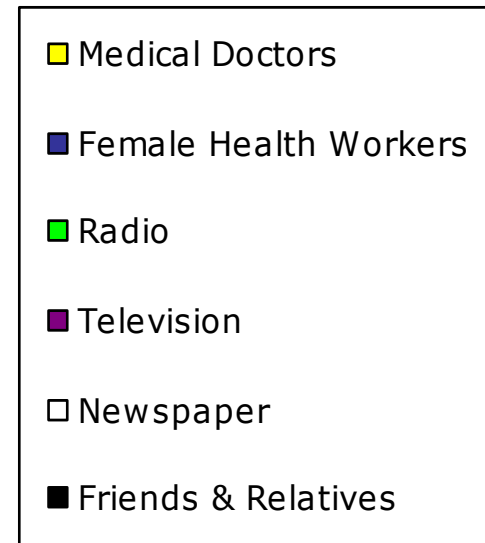 Medical Doctors
Female Health Workers
Radio
Television
Newspaper
Friends & Relatives